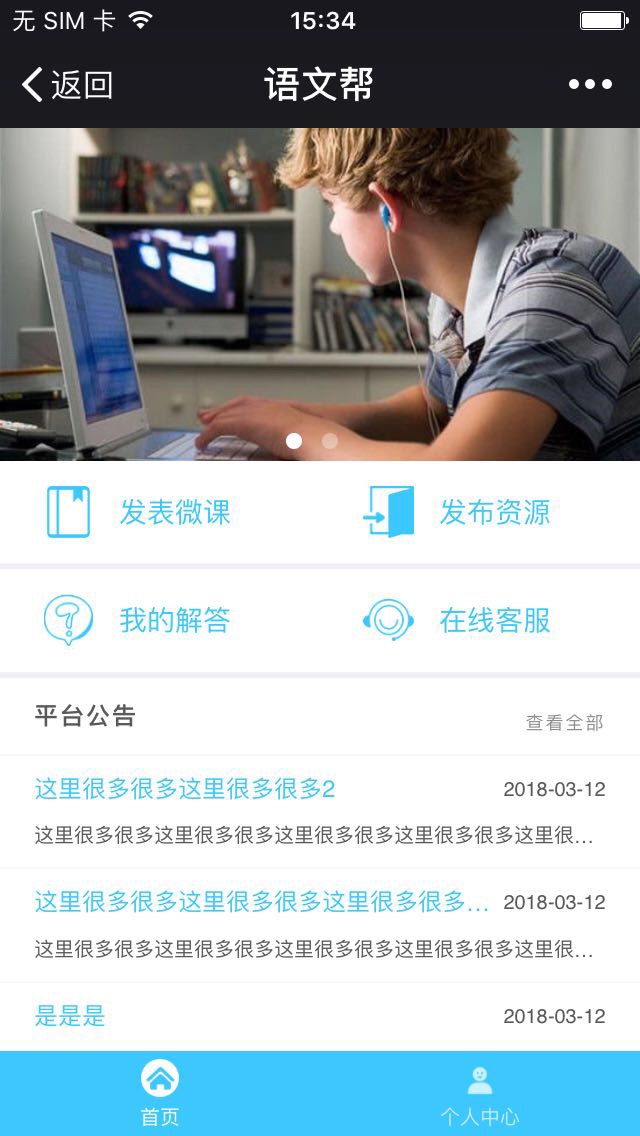 无 SIM 卡 15:34
返回 语文帮
发表微课 发布资源
我的解答 在线客服
平台公告 查看全部
这里很多很多这里很多很多2 2018-03-12
这里很多很多这里很多很多这里很多很多这里很多很多这里很...
这里很多很多这里很多很多这里很多很多... 2018-03-12
这里很多很多这里很多很多这里很多很多这里很多很多这里很...
是是是 2018-03-12
首页 个人中心